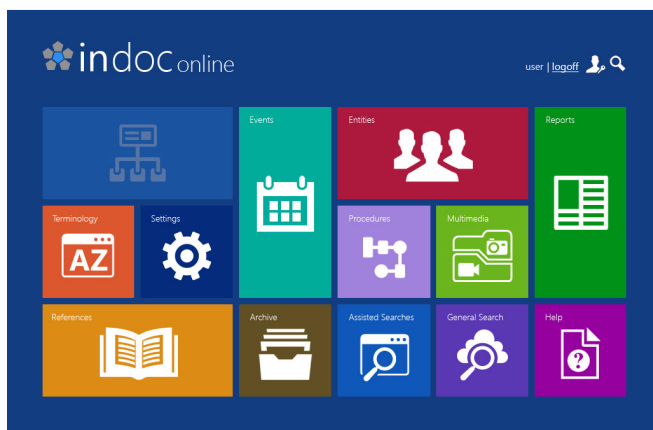 indoc online
user | logoff
Events
Entities
Reports
Terminology
Settings
Procedures
Multimedia
AZ
References
Archive
Assisted Searches
General Search
Help
?